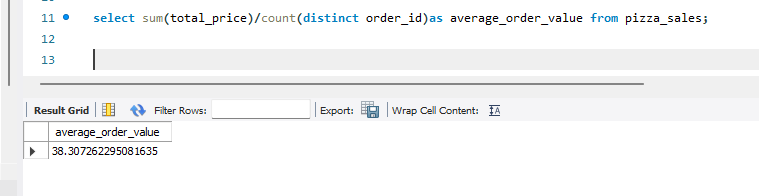 11 select sum(total_price)/count(distinct order_id)as average_order_value from pizza_sales;
12
13
Result Grid Filter Rows: Export: Wrap Cell Content:
average_order_value
38.307262295081635